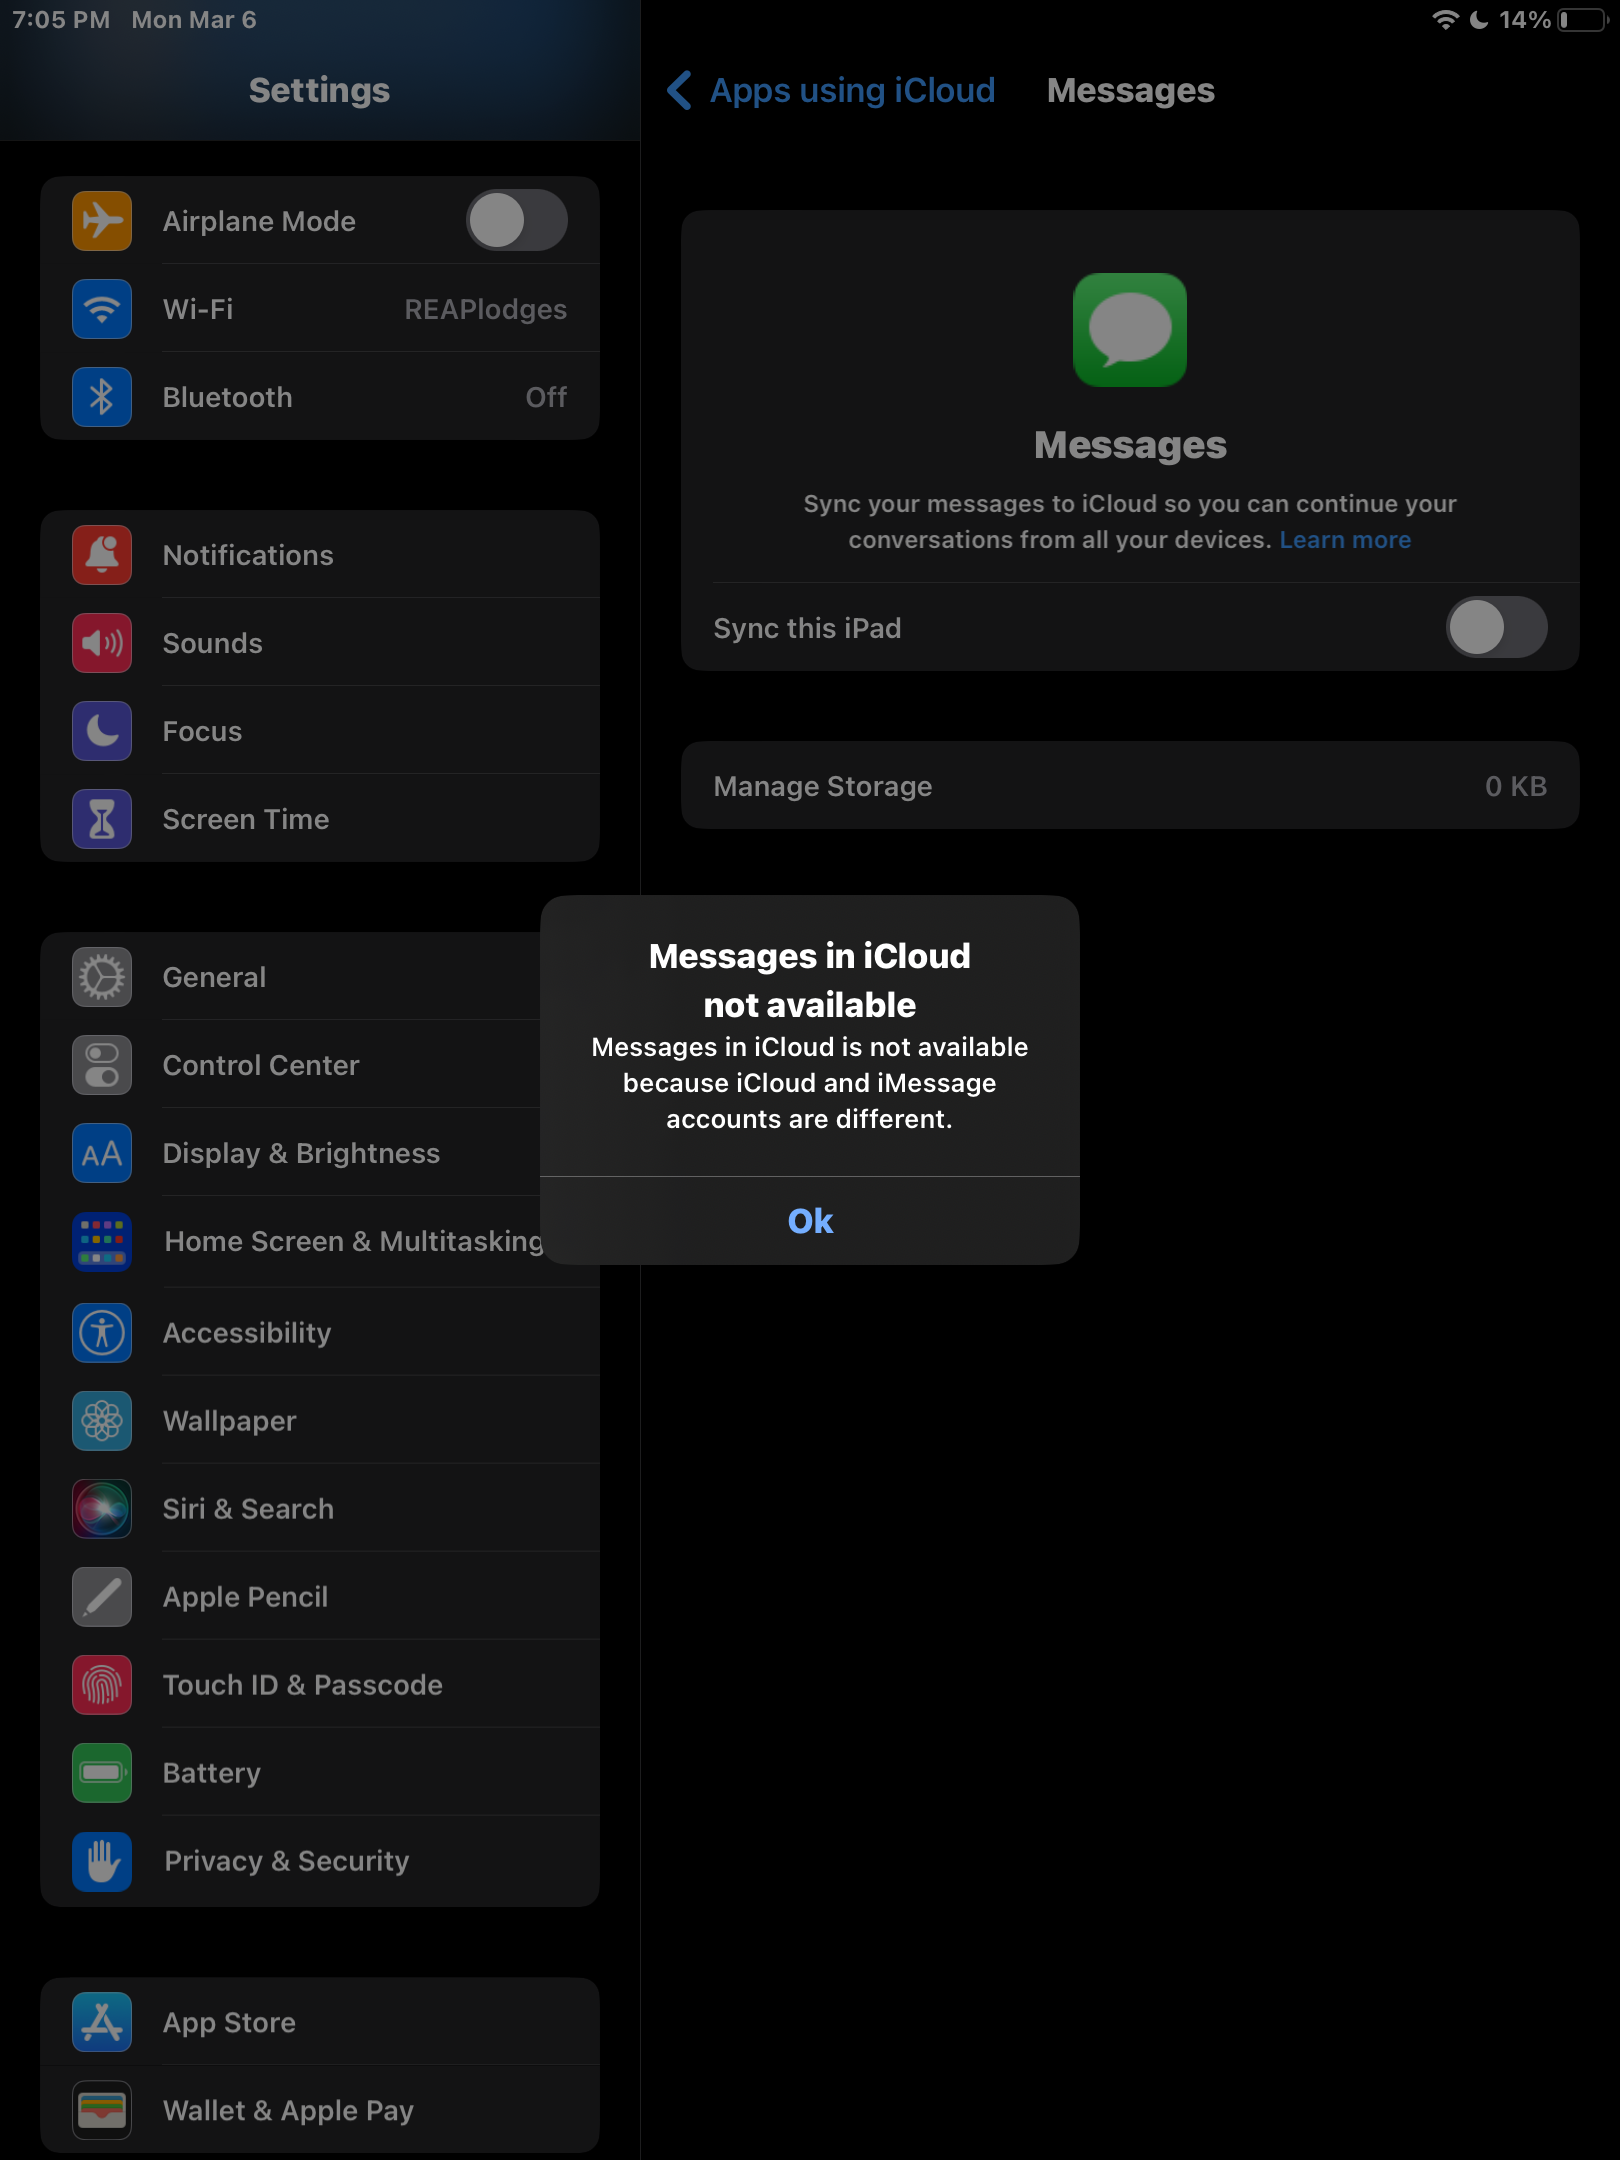 7:05 PM Mon Mar 6
14%
Settings
Airplane Mode
Wi-Fi REAPlodges
Bluetooth Off
Notifications
Sounds
Focus
Screen Time
General
Control Center
Display & Brightness
AA
Home Screen & Multitasking
Accessibility
Wallpaper
Siri & Search
Apple Pencil
Touch ID & Passcode
Battery
Privacy & Security
App Store
Wallet & Apple Pay
Apps using iCloud Messages
Messages
Sync your messages to iCloud so you can continue your
conversations from all your devices. Learn more
Sync this iPad
Manage Storage 0 KB
Messages in iCloud
not available
Messages in iCloud is not available
because iCloud and iMessage
accounts are different.
Ok